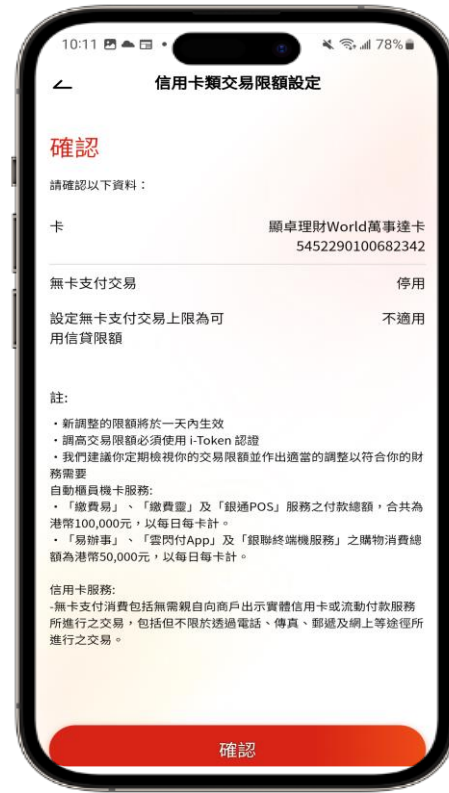 10:11
78%
信用卡類交易限額設定
確認
請確認以下資料：
卡
顯卓理財World萬事達卡
5452290100682342
無卡支付交易
停用
設定無卡支付交易上限為可
不適用
用信貸限額
註:
・新調整的限額將於一天內生效
・調高交易限額必須使用 i-Token 認證
・我們建議你定期檢視你的交易限額並作出適當的調整以符合你的財
務需要
自動櫃員機卡服務:
・「繳費易」、「繳費靈」及「銀通POS」服務之付款總額，合共為
港幣100,000元，以每日每卡計。
・「易辦事」、「雲閃付App」及「銀聯終端機服務」之購物消費總
額為港幣50,000元，以每日每卡計。
信用卡服務:
-無卡支付消費包括無需親自向商戶出示實體信用卡或流動付款服務
所進行之交易，包括但不限於透過電話、傳真、郵遞及網上等途徑所
進行之交易。
確認